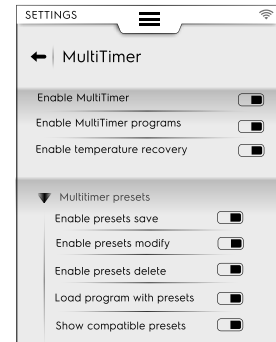 SETTINGS
MultiTimer
Enable MultiTimer
Enable MultiTimer programs
Enable temperature recovery
Multitimer presets
Enable presets save
Enable presets modify
Enable presets delete
Load program with presets
Show compatible presets